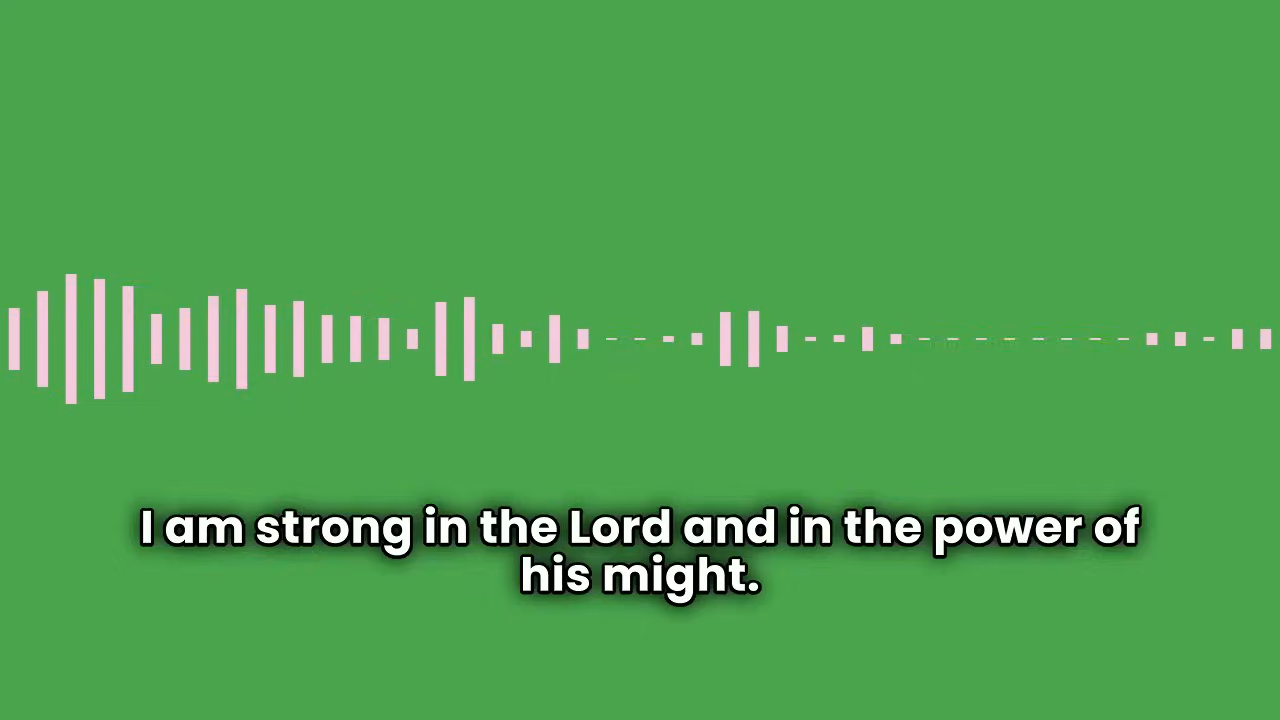 I am strong in the Lord and in the power of
his might.